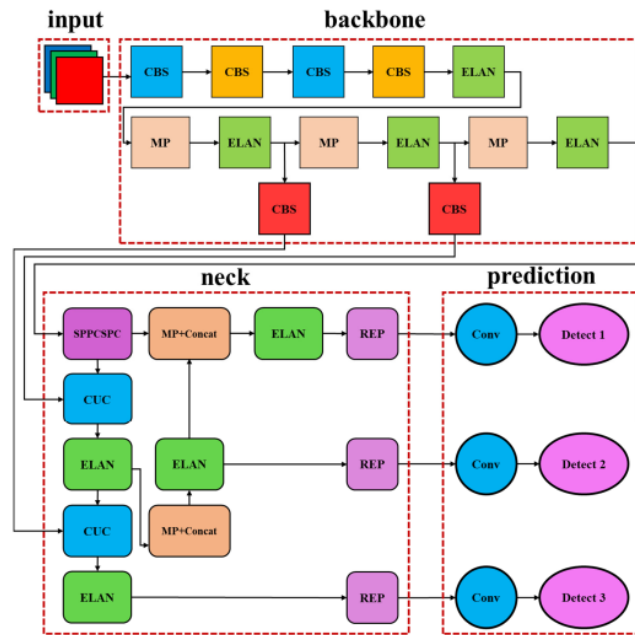 input backbone
CBS CBS CBS CBS ELAN
MP ELAN MP ELAN MP ELAN
CBS CBS
neck prediction
SPPCSPC MP+Concat ELAN REP Conv Detect 1
CUC
ELAN ELAN REP Conv Detect 2
CUC MP+Concat
ELAN REP Conv Detect 3